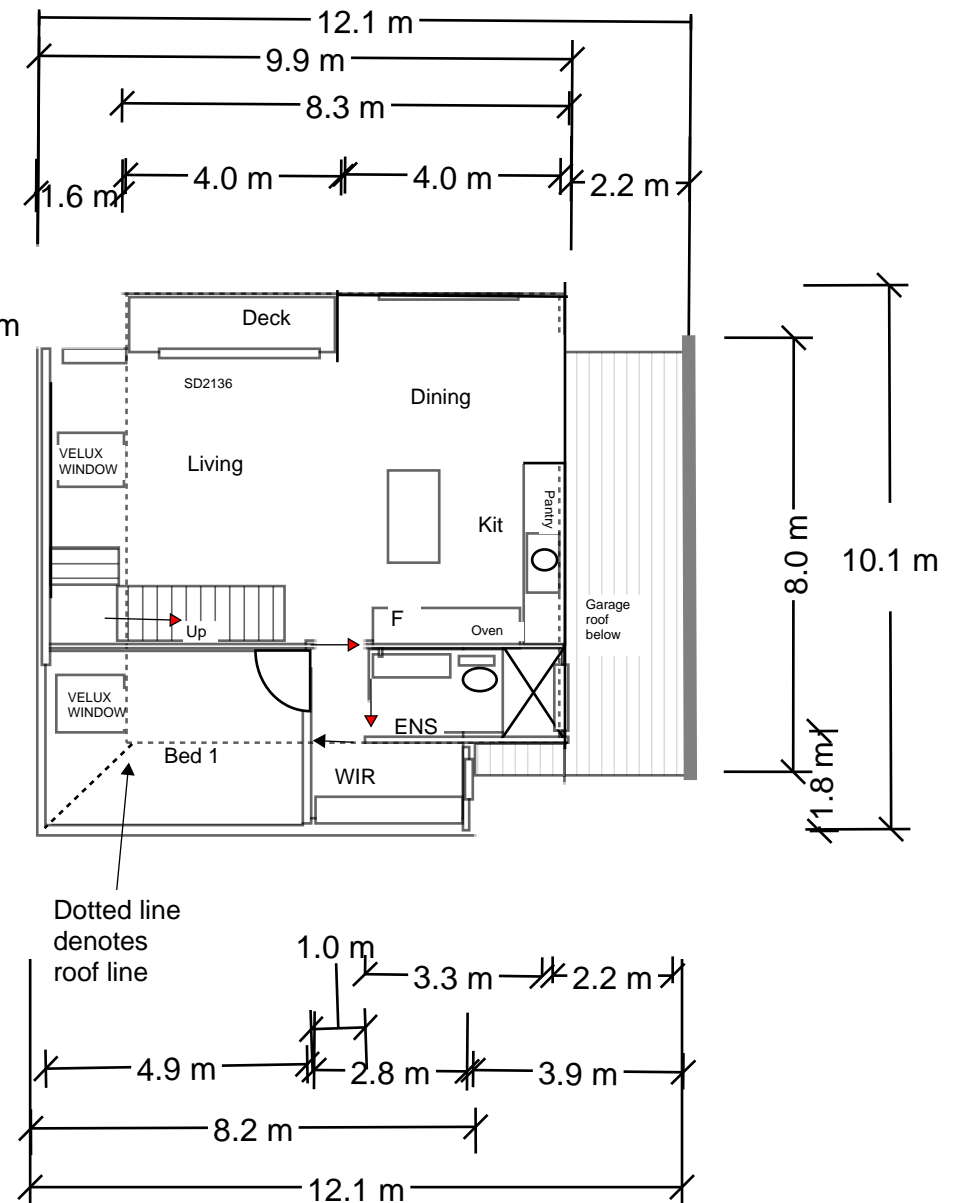 12.1 m
9.9 m
8.3 m
1.6 m
4.0 m
4.0 m
2.2 m
m
Deck
SD2136
Dining
VELUX
WINDOW
Living
Pantry
Kit
8.0 m
10.1 m
Garage
roof
below
F
Oven
Up
VELUX
WINDOW
ENS
Bed 1
WIR
1.8 m
Dotted line
denotes
roof line
1.0 m
3.3 m
2.2 m
4.9 m
2.8 m
3.9 m
8.2 m
12.1 m